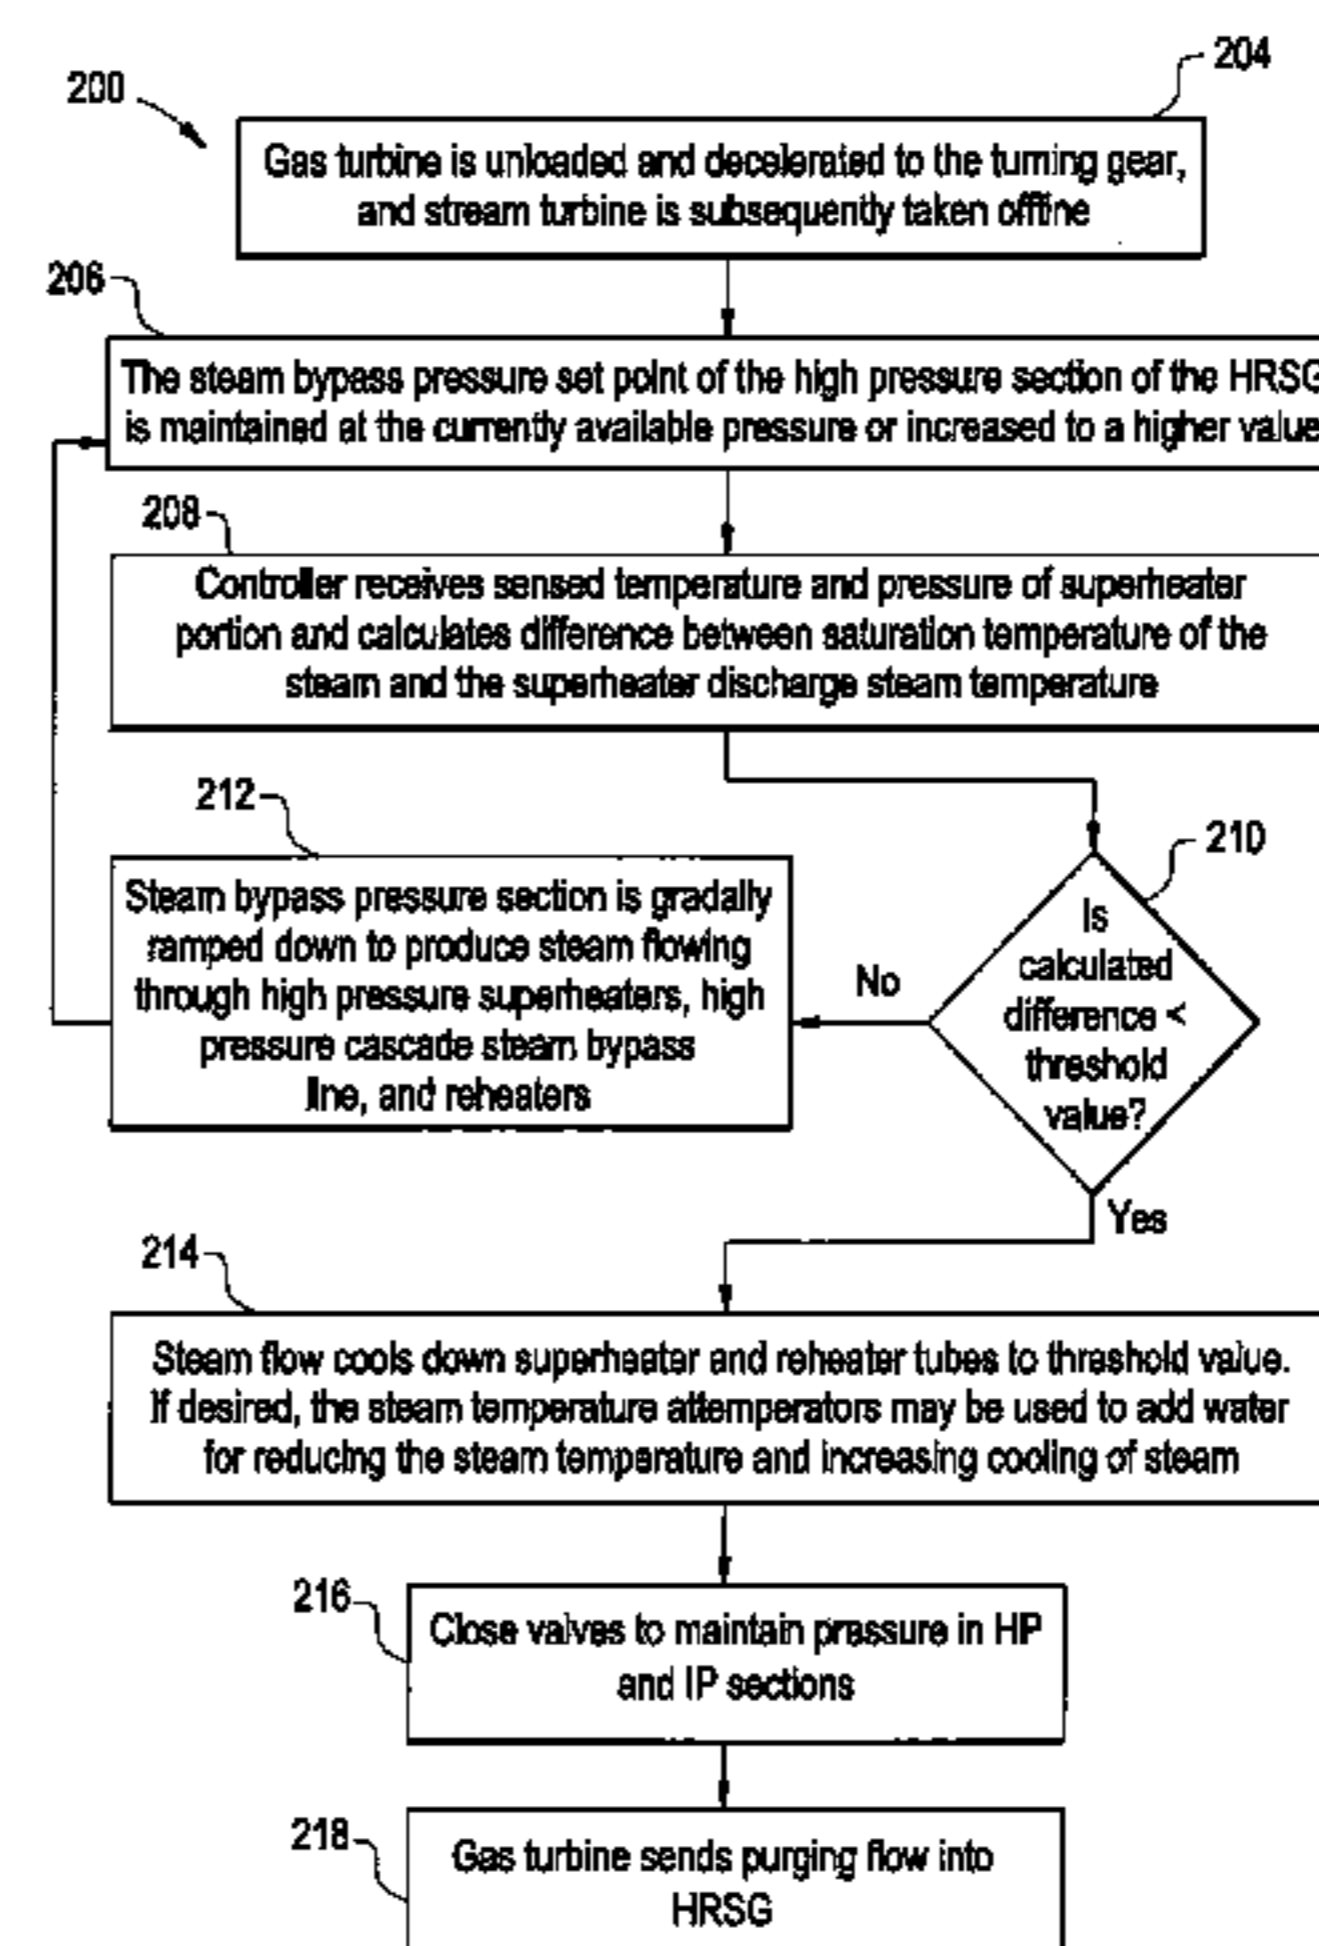 204
200
Gas turbine is unloaded and decelerated to the turning gear,
and stream turbine is subsequently taken offline
206
The steam bypass pressure set point of the high pressure section of the HRSG
is maintained at the currently available pressure or increased to a higher value
208
Controller receives sensed temperature and pressure of superheater
portion and calculates difference between saturation temperature of the
steam and the superheater discharge steam temperature
212
210
Steam bypass pressure section is gradally
ramped down to produce steam flowing
through high pressure superheaters, high
pressure cascade steam bypass
line, and reheaters
No
Is
calculated
difference <
threshold
value?
Yes
214
Steam flow cools down superheater and reheater tubes to threshold value.
If desired, the steam temperature attemperators may be used to add water
for reducing the steam temperature and increasing cooling of steam
216
Close valves to maintain pressure in HP
and IP sections
218
Gas turbine sends purging flow into
HRSG